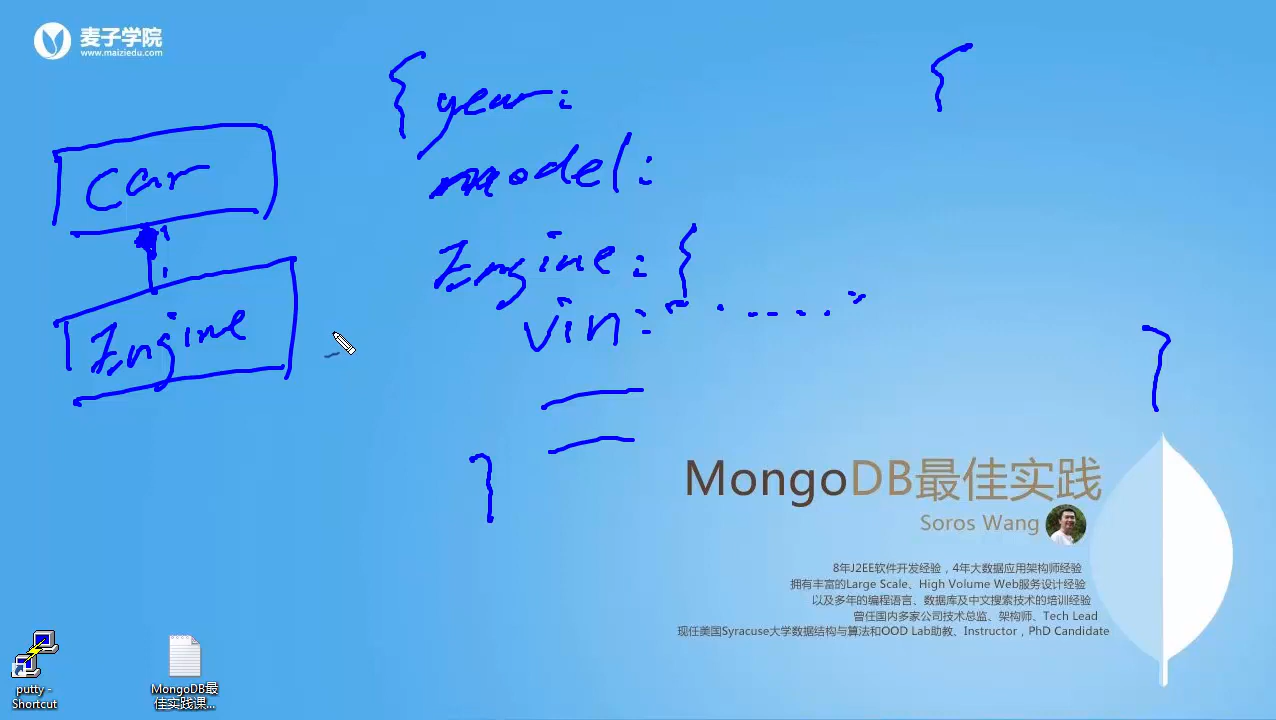 麦子学院
www.maiziedu.com
{ year:
model:
Engine: {
vin: "......"
}
{
}
Car
1
1
Engine
MongoDB最佳实践
Soros Wang
8年J2EE软件开发经验，4年大数据应用架构师经验
拥有丰富的Large Scale、High Volume Web服务设计经验
以及多年的编程语言、数据库及中文搜索技术的培训经验
曾任国内多家公司技术总监、架构师、Tech Lead
现任美国Syracuse大学数据结构与算法和OOD Lab助教、Instructor，PhD Candidate
putty -
Shortcut
MongoDB最
佳实践课...